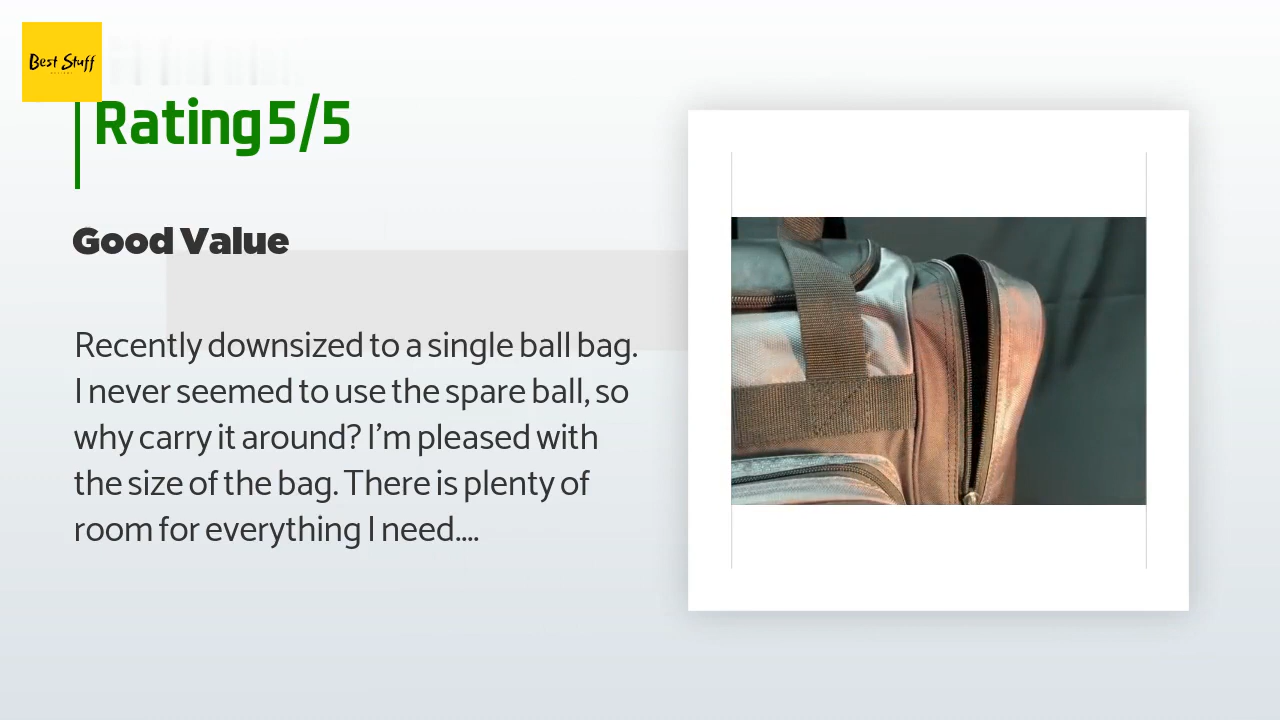 Best Stuff
Rating 5/5
Good Value
Recently downsized to a single ball bag.
I never seemed to use the spare ball, so
why carry it around? I'm pleased with
the size of the bag. There is plenty of
room for everything I need....